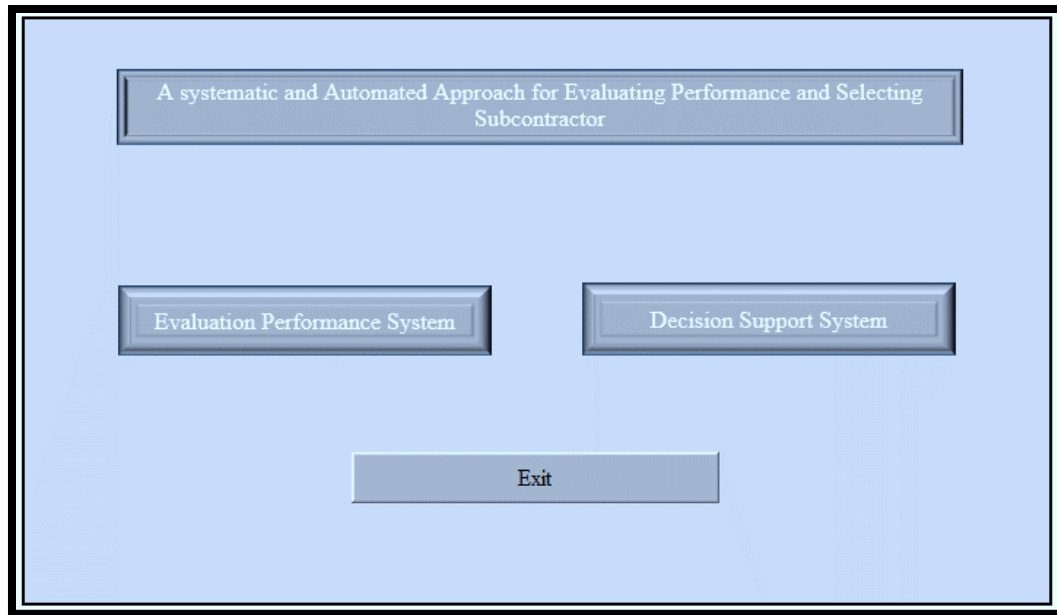 A systematic and Automated Approach for Evaluating Performance and Selecting
Subcontractor
Evaluation Performance System
Decision Support System
Exit